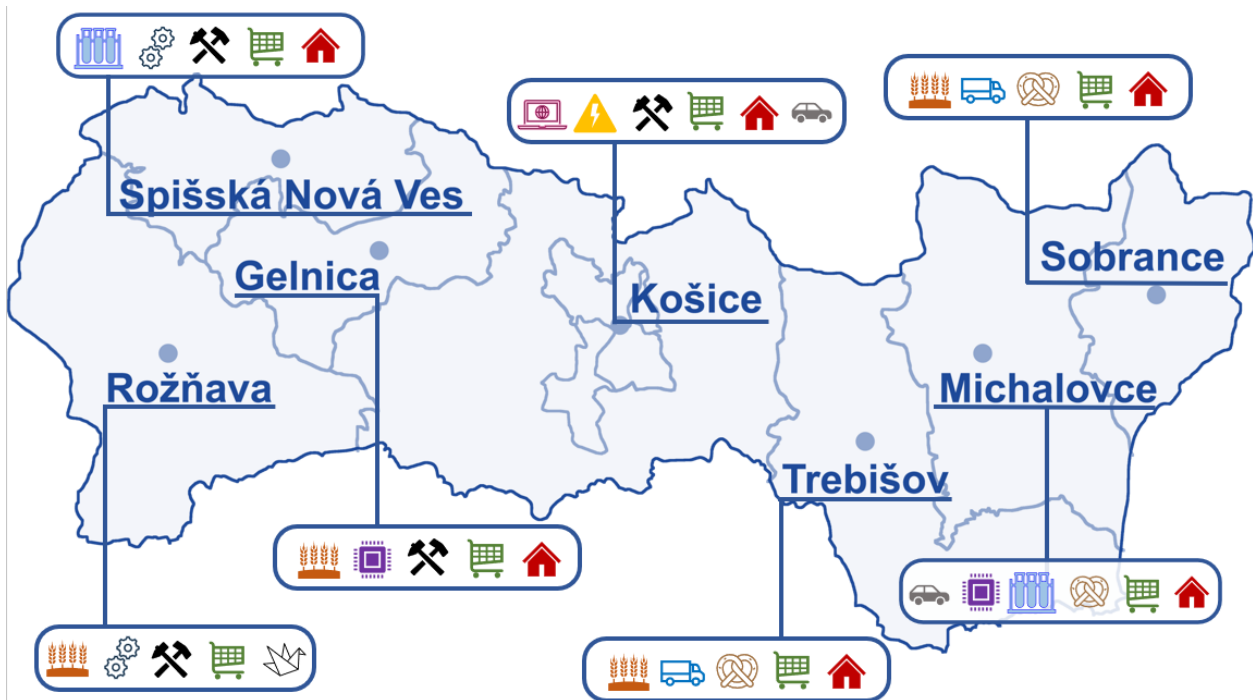 Spišská Nová Ves
Sobrance
Gelnica
Košice
Rožňava
Michalovce
Trebišov